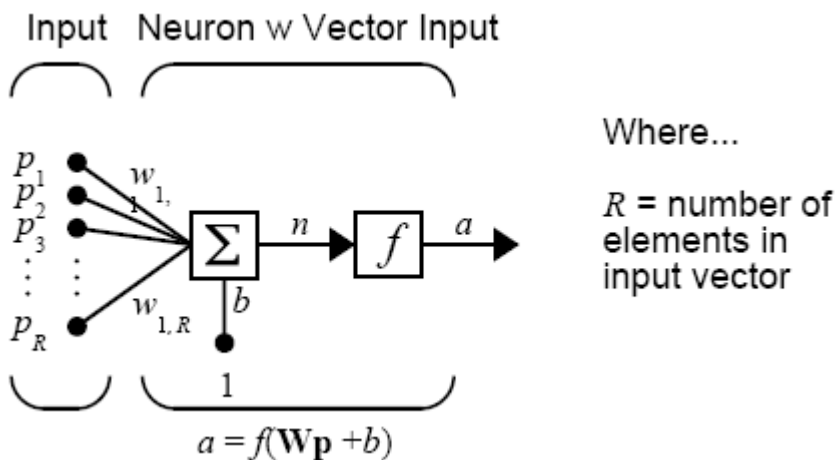 Input Neuron w Vector Input
p1
p2
p3
pR
w1,1
w1,R
Σ
n
f
a
b
1
a = f(Wp +b)
Where...
R = number of
elements in
input vector